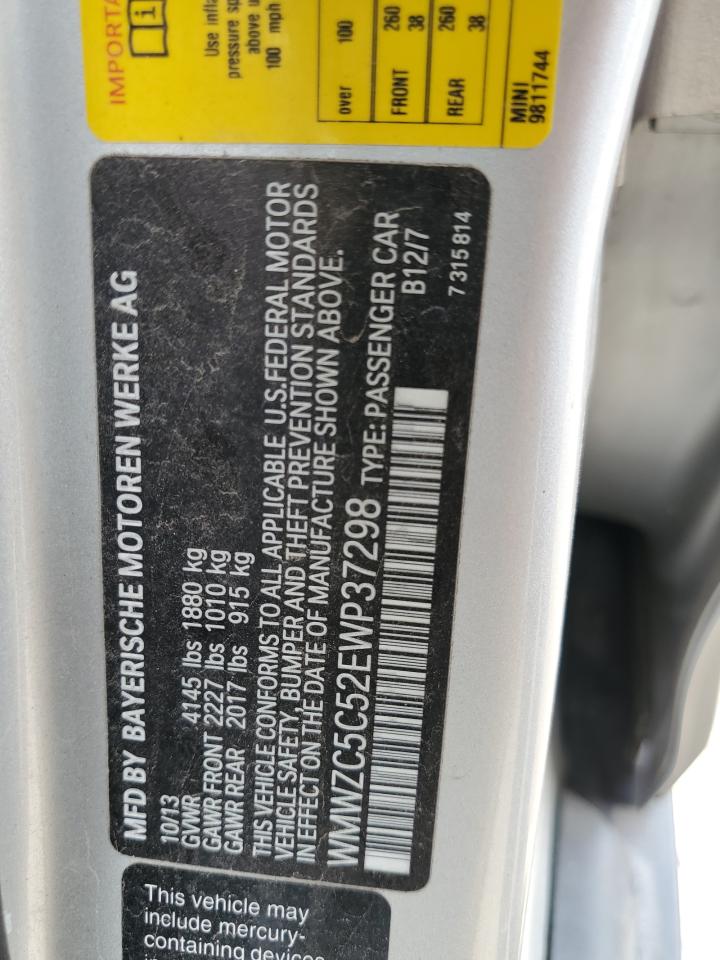 MFD BY BAYERISCHE MOTOREN WERKE AG
10/13
GVWR 4145 lbs 1880 kg
GAWR FRONT 2227 lbs 1010 kg
GAWR REAR 2017 lbs 915 kg
THIS VEHICLE CONFORMS TO ALL APPLICABLE U.S. FEDERAL MOTOR
VEHICLE SAFETY, BUMPER AND THEFT PREVENTION STANDARDS
IN EFFECT ON THE DATE OF MANUFACTURE SHOWN ABOVE.
WMWZC5C52EWP37298 TYPE: PASSENGER CAR
B12/7
7 315 814
IMPORTA
i
Use infla
pressure sp
above u
100 mph
over 100
FRONT 260 38
REAR 260 38
MINI
9811744
This vehicle may
include mercury-
containing devices